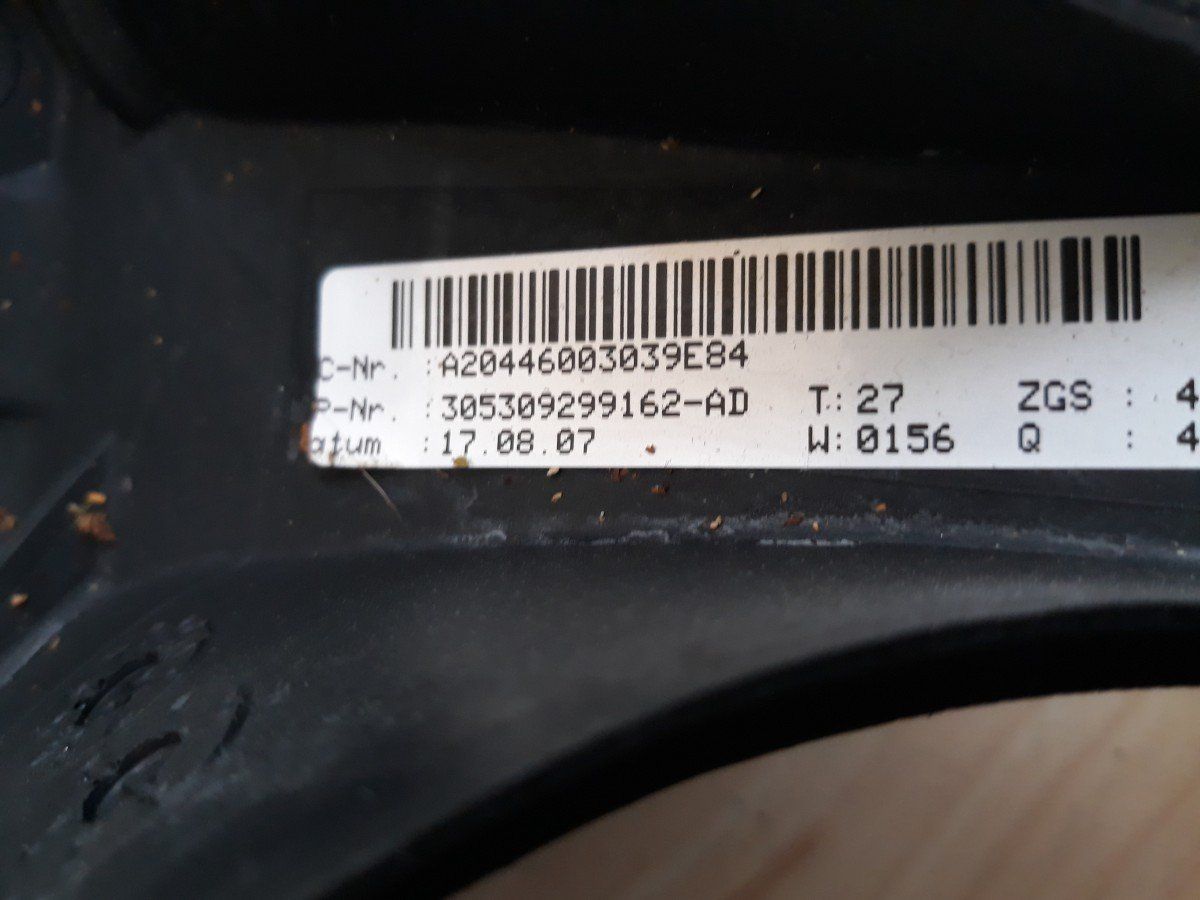 C-Nr. :A20446003039E84
P-Nr. :305309299162-AD T:27 ZGS : 4
atum :17.08.07 W:0156 Q : 4